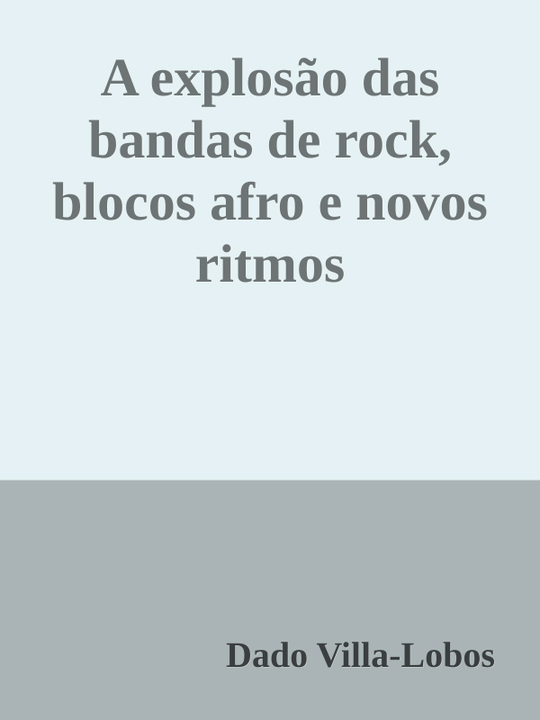 A explosão das
bandas de rock,
blocos afro e novos
ritmos
Dado Villa-Lobos